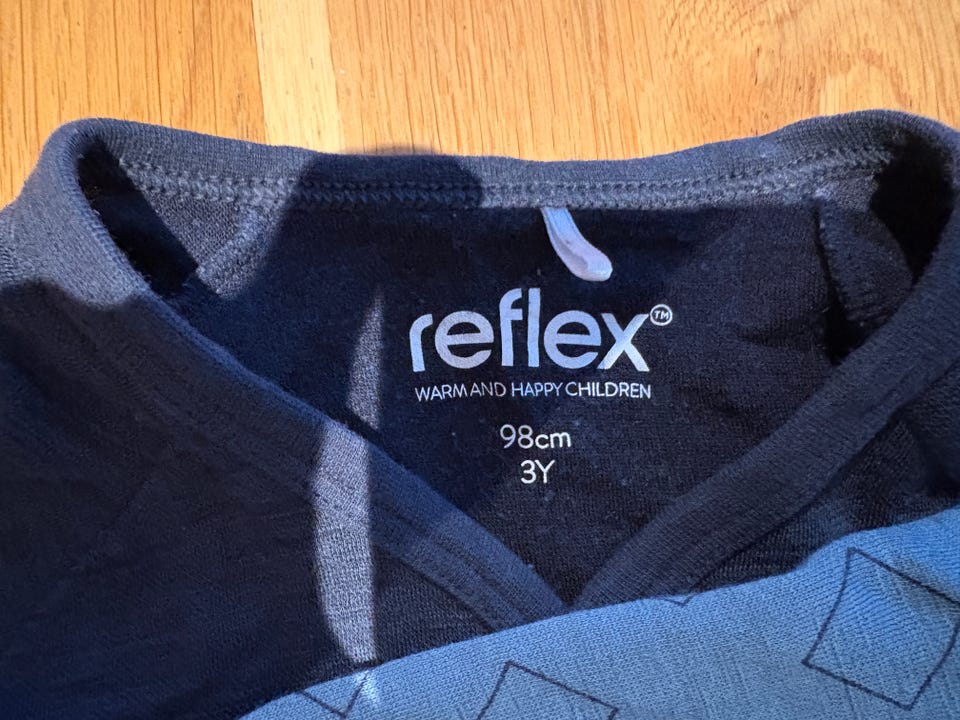 reflex™
WARM AND HAPPY CHILDREN
98cm
3Y